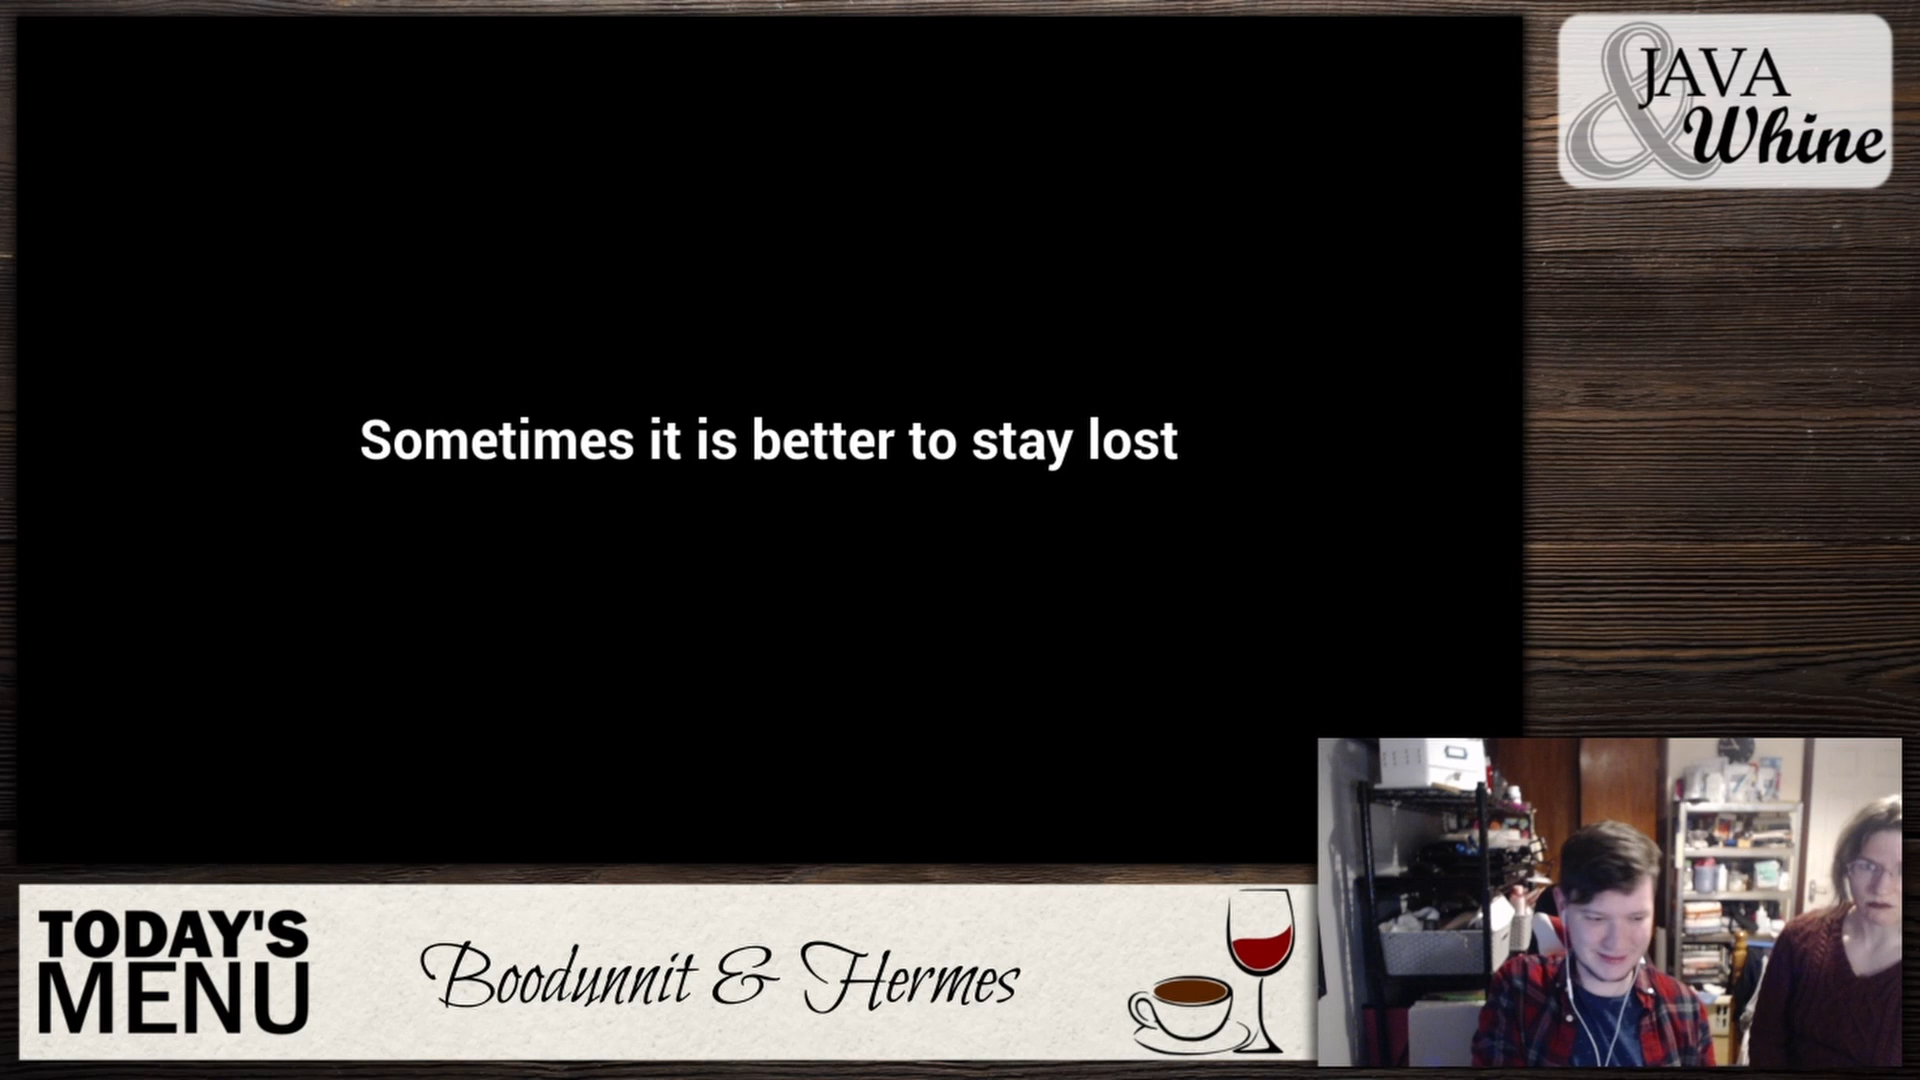 JAVA
&
Whine
Sometimes it is better to stay lost
TODAY'S
MENU
Boodunnit & Hermes